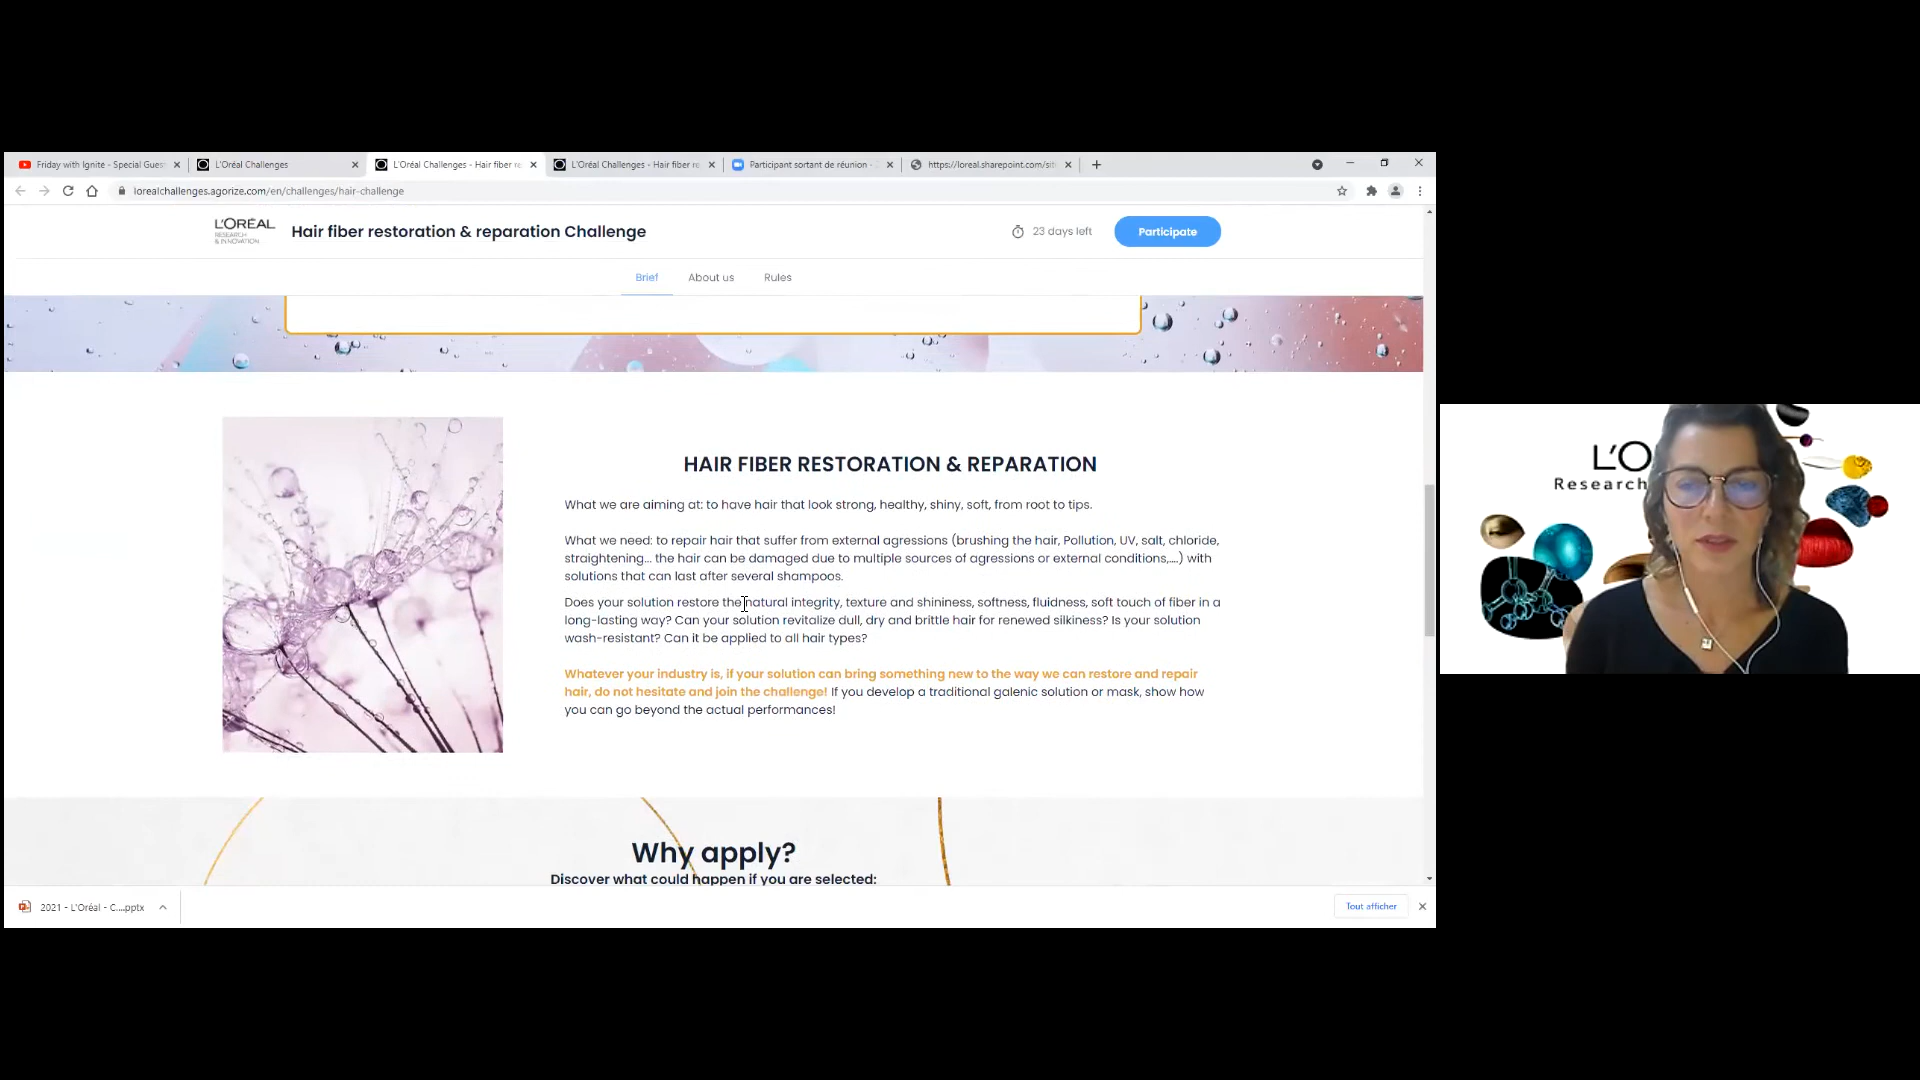 Friday with Ignite - Special Gues
L'Oréal Challenges
L'Oréal Challenges - Hair fiber re
L'Oréal Challenges - Hair fiber re
Participant sortant de réunion -
https://loreal.sharepoint.com/sit
lorealchallenges.agorize.com/en/challenges/hair-challenge
L'ORÉAL
RESEARCH
& INNOVATION
Hair fiber restoration & reparation Challenge
23 days left
Participate
Brief
About us
Rules
HAIR FIBER RESTORATION & REPARATION
What we are aiming at: to have hair that look strong, healthy, shiny, soft, from root to tips.
What we need: to repair hair that suffer from external agressions (brushing the hair, Pollution, UV, salt, chloride,
straightening... the hair can be damaged due to multiple sources of agressions or external conditions,...) with
solutions that can last after several shampoos.
Does your solution restore the natural integrity, texture and shininess, softness, fluidness, soft touch of fiber in a
long-lasting way? Can your solution revitalize dull, dry and brittle hair for renewed silkiness? Is your solution
wash-resistant? Can it be applied to all hair types?
Whatever your industry is, if your solution can bring something new to the way we can restore and repair
hair, do not hesitate and join the challenge! If you develop a traditional galenic solution or mask, show how
you can go beyond the actual performances!
Why apply?
Discover what could happen if you are selected:
2021 - L'Oréal - C....pptx
Tout afficher
L'O
Research